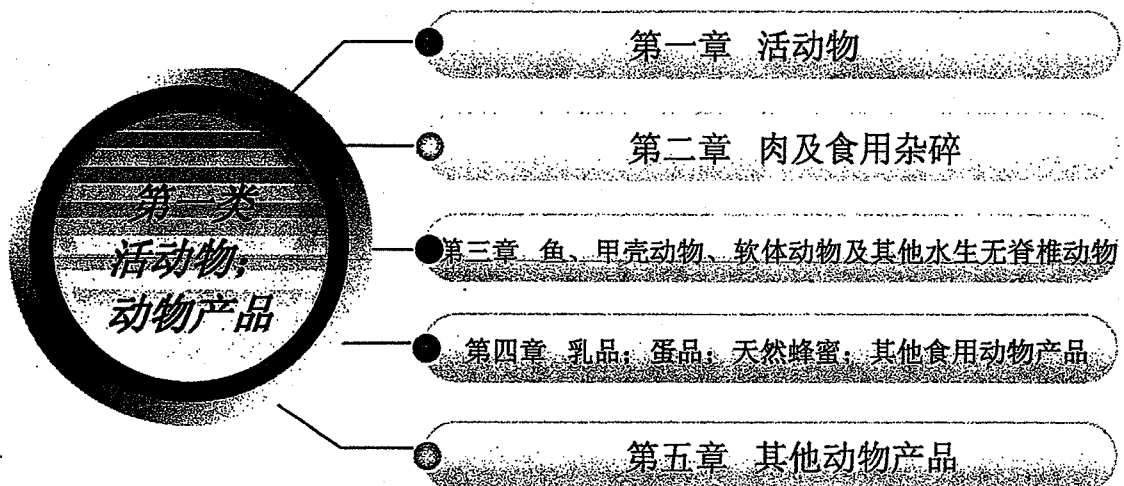 第一类
活动物；
动物产品
第一章 活动物
第二章 肉及食用杂碎
第三章 鱼、甲壳动物、软体动物及其他水生无脊椎动物
第四章 乳品；蛋品；天然蜂蜜；其他食用动物产品
第五章 其他动物产品